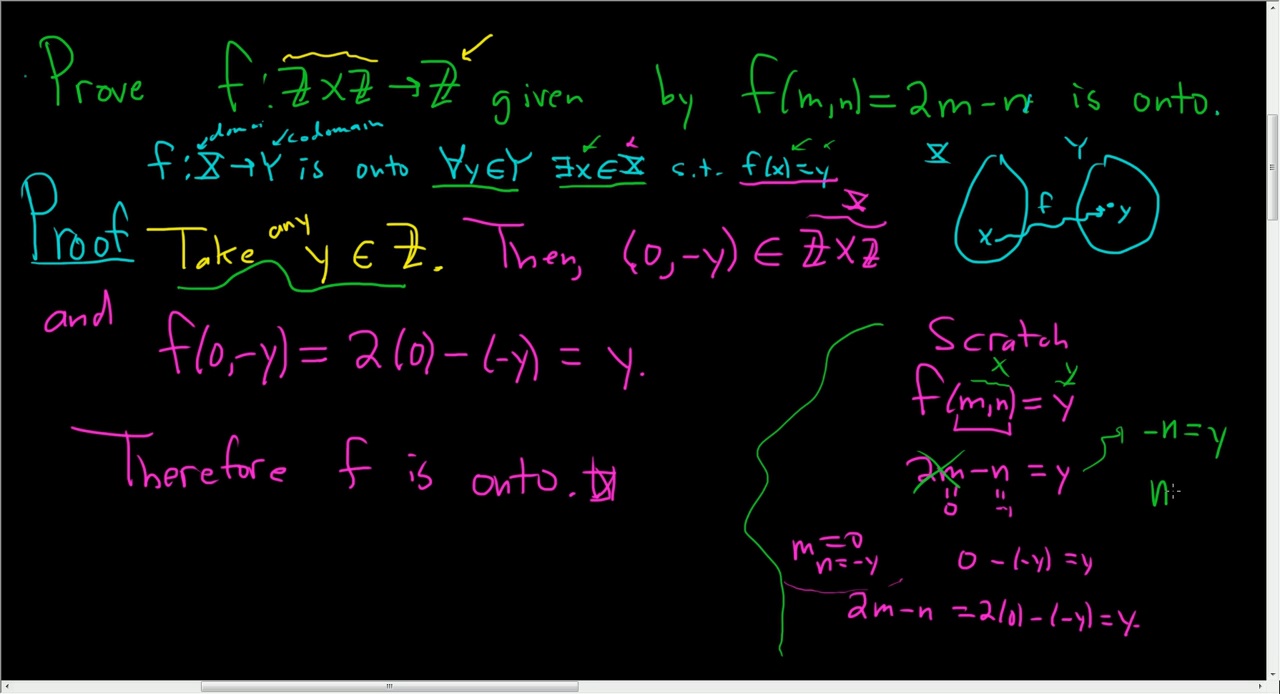 Prove f: ℤ×ℤ → ℤ given by f(m,n) = 2m-n is onto.
domain codomain
f: X → Y is onto ∀y∈Y ∃x∈X s.t. f(x)=y
X Y
f
x y
Proof Take any y ∈ ℤ. Then, (0,-y) ∈ ℤ×ℤ
X
and f(0,-y) = 2(0)-(-y) = y.
Therefore f is onto.
Scratch
x y
f(m,n) = y
2m-n = y
0 -1
-n = y
n
m = 0
n = -y
0-(-y) = y
2m-n = 2(0)-(-y) = y.